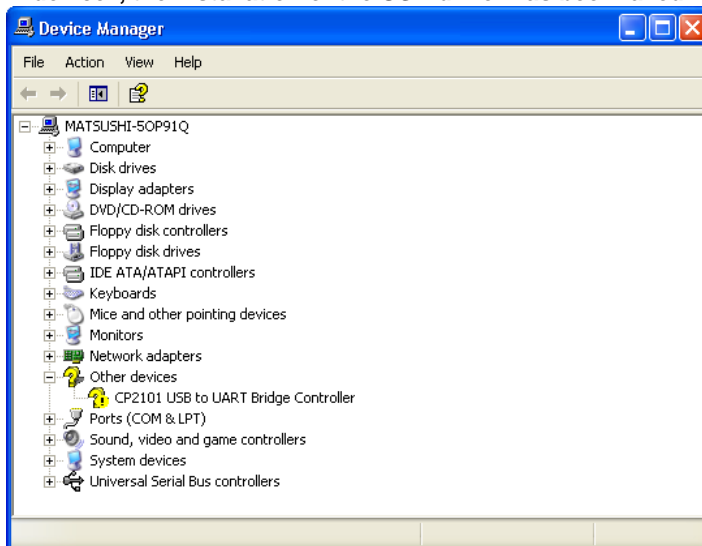 Device Manager
File Action View Help
MATSUSHI-5OP91Q
Computer
Disk drives
Display adapters
DVD/CD-ROM drives
Floppy disk controllers
Floppy disk drives
IDE ATA/ATAPI controllers
Keyboards
Mice and other pointing devices
Monitors
Network adapters
Other devices
CP2101 USB to UART Bridge Controller
Ports (COM & LPT)
Sound, video and game controllers
System devices
Universal Serial Bus controllers